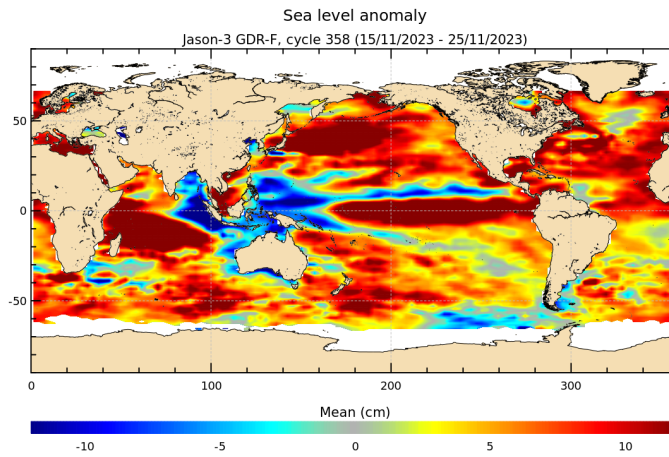 Sea level anomaly
Jason-3 GDR-F, cycle 358 (15/11/2023 - 25/11/2023)
50
0
-50
0 100 200 300
Mean (cm)
-10 -5 0 5 10